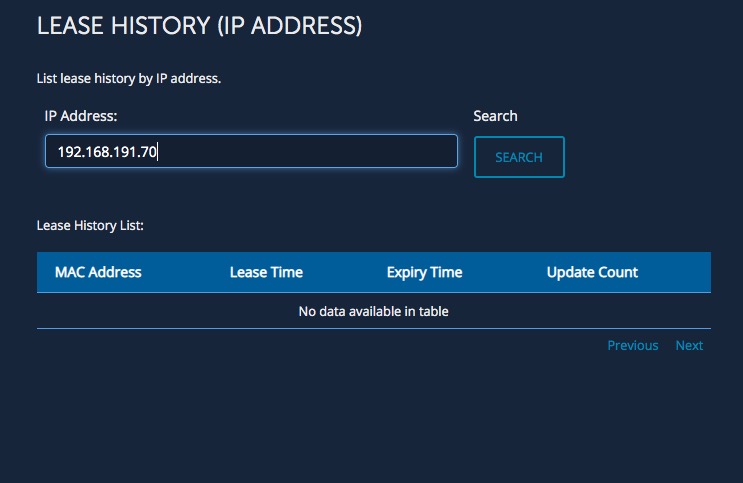 LEASE HISTORY (IP ADDRESS)
List lease history by IP address.
IP Address: Search
192.168.191.70 SEARCH
Lease History List:
MAC Address Lease Time Expiry Time Update Count
No data available in table
Previous Next